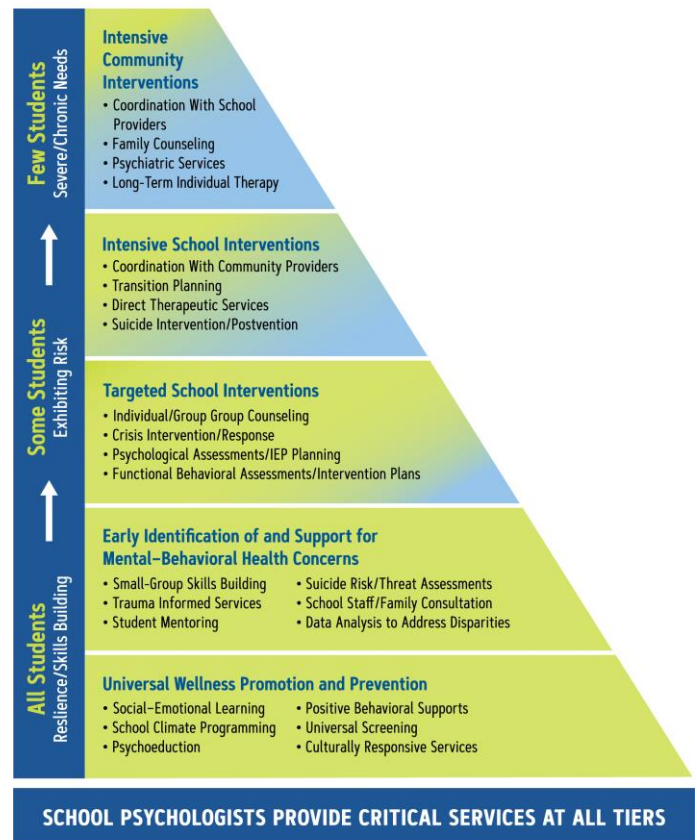 Few Students
Severe/Chronic Needs
Some Students
Exhibiting Risk
All Students
Reslience/Skills Building
Intensive
Community
Interventions
• Coordination With School
Providers
• Family Counseling
• Psychiatric Services
• Long-Term Individual Therapy
Intensive School Interventions
• Coordination With Community Providers
• Transition Planning
• Direct Therapeutic Services
• Suicide Intervention/Postvention
Targeted School Interventions
• Individual/Group Group Counseling
• Crisis Intervention/Response
• Psychological Assessments/IEP Planning
• Functional Behavioral Assessments/Intervention Plans
Early Identification of and Support for
Mental–Behavioral Health Concerns
• Small-Group Skills Building
• Trauma Informed Services
• Student Mentoring
• Suicide Risk/Threat Assessments
• School Staff/Family Consultation
• Data Analysis to Address Disparities
Universal Wellness Promotion and Prevention
• Social–Emotional Learning
• School Climate Programming
• Psychoeduction
• Positive Behavioral Supports
• Universal Screening
• Culturally Responsive Services
SCHOOL PSYCHOLOGISTS PROVIDE CRITICAL SERVICES AT ALL TIERS